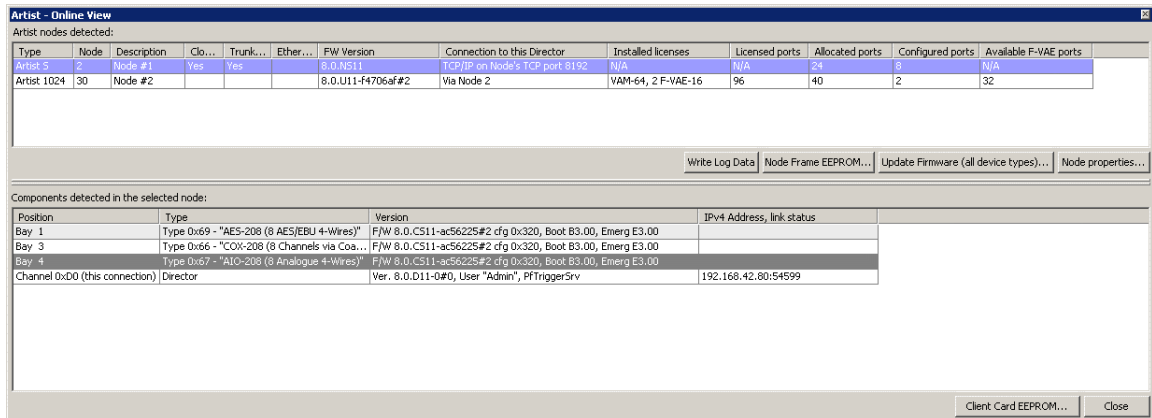 Artist - Online View
Artist nodes detected:
Type Node Description Clo... Trunk... Ether... FW Version Connection to this Director Installed licenses Licensed ports Allocated ports Configured ports Available F-VAE ports
Artist S 2 Node #1 Yes Yes 8.0.NS11 TCP/IP on Node's TCP port 8192 N/A N/A 24 8 N/A
Artist 1024 30 Node #2 8.0.U11-f4706af#2 Via Node 2 VAM-64, 2 F-VAE-16 96 40 2 32
Write Log Data Node Frame EEPROM... Update Firmware (all device types)... Node properties...
Components detected in the selected node:
Position Type Version IPv4 Address, link status
Bay 1 Type 0x69 - "AES-208 (8 AES/EBU 4-Wires)" F/W 8.0.CS11-ac56225#2 cfg 0x320, Boot B3.00, Emerg E3.00
Bay 3 Type 0x66 - "COX-208 (8 Channels via Coa... F/W 8.0.CS11-ac56225#2 cfg 0x320, Boot B3.00, Emerg E3.00
Bay 4 Type 0x67 - "AIO-208 (8 Analogue 4-Wires)" F/W 8.0.CS11-ac56225#2 cfg 0x320, Boot B3.00, Emerg E3.00
Channel 0xD0 (this connection) Director Ver. 8.0.D11-0#0, User "Admin", PfTriggerSrv 192.168.42.80:54599
Client Card EEPROM... Close